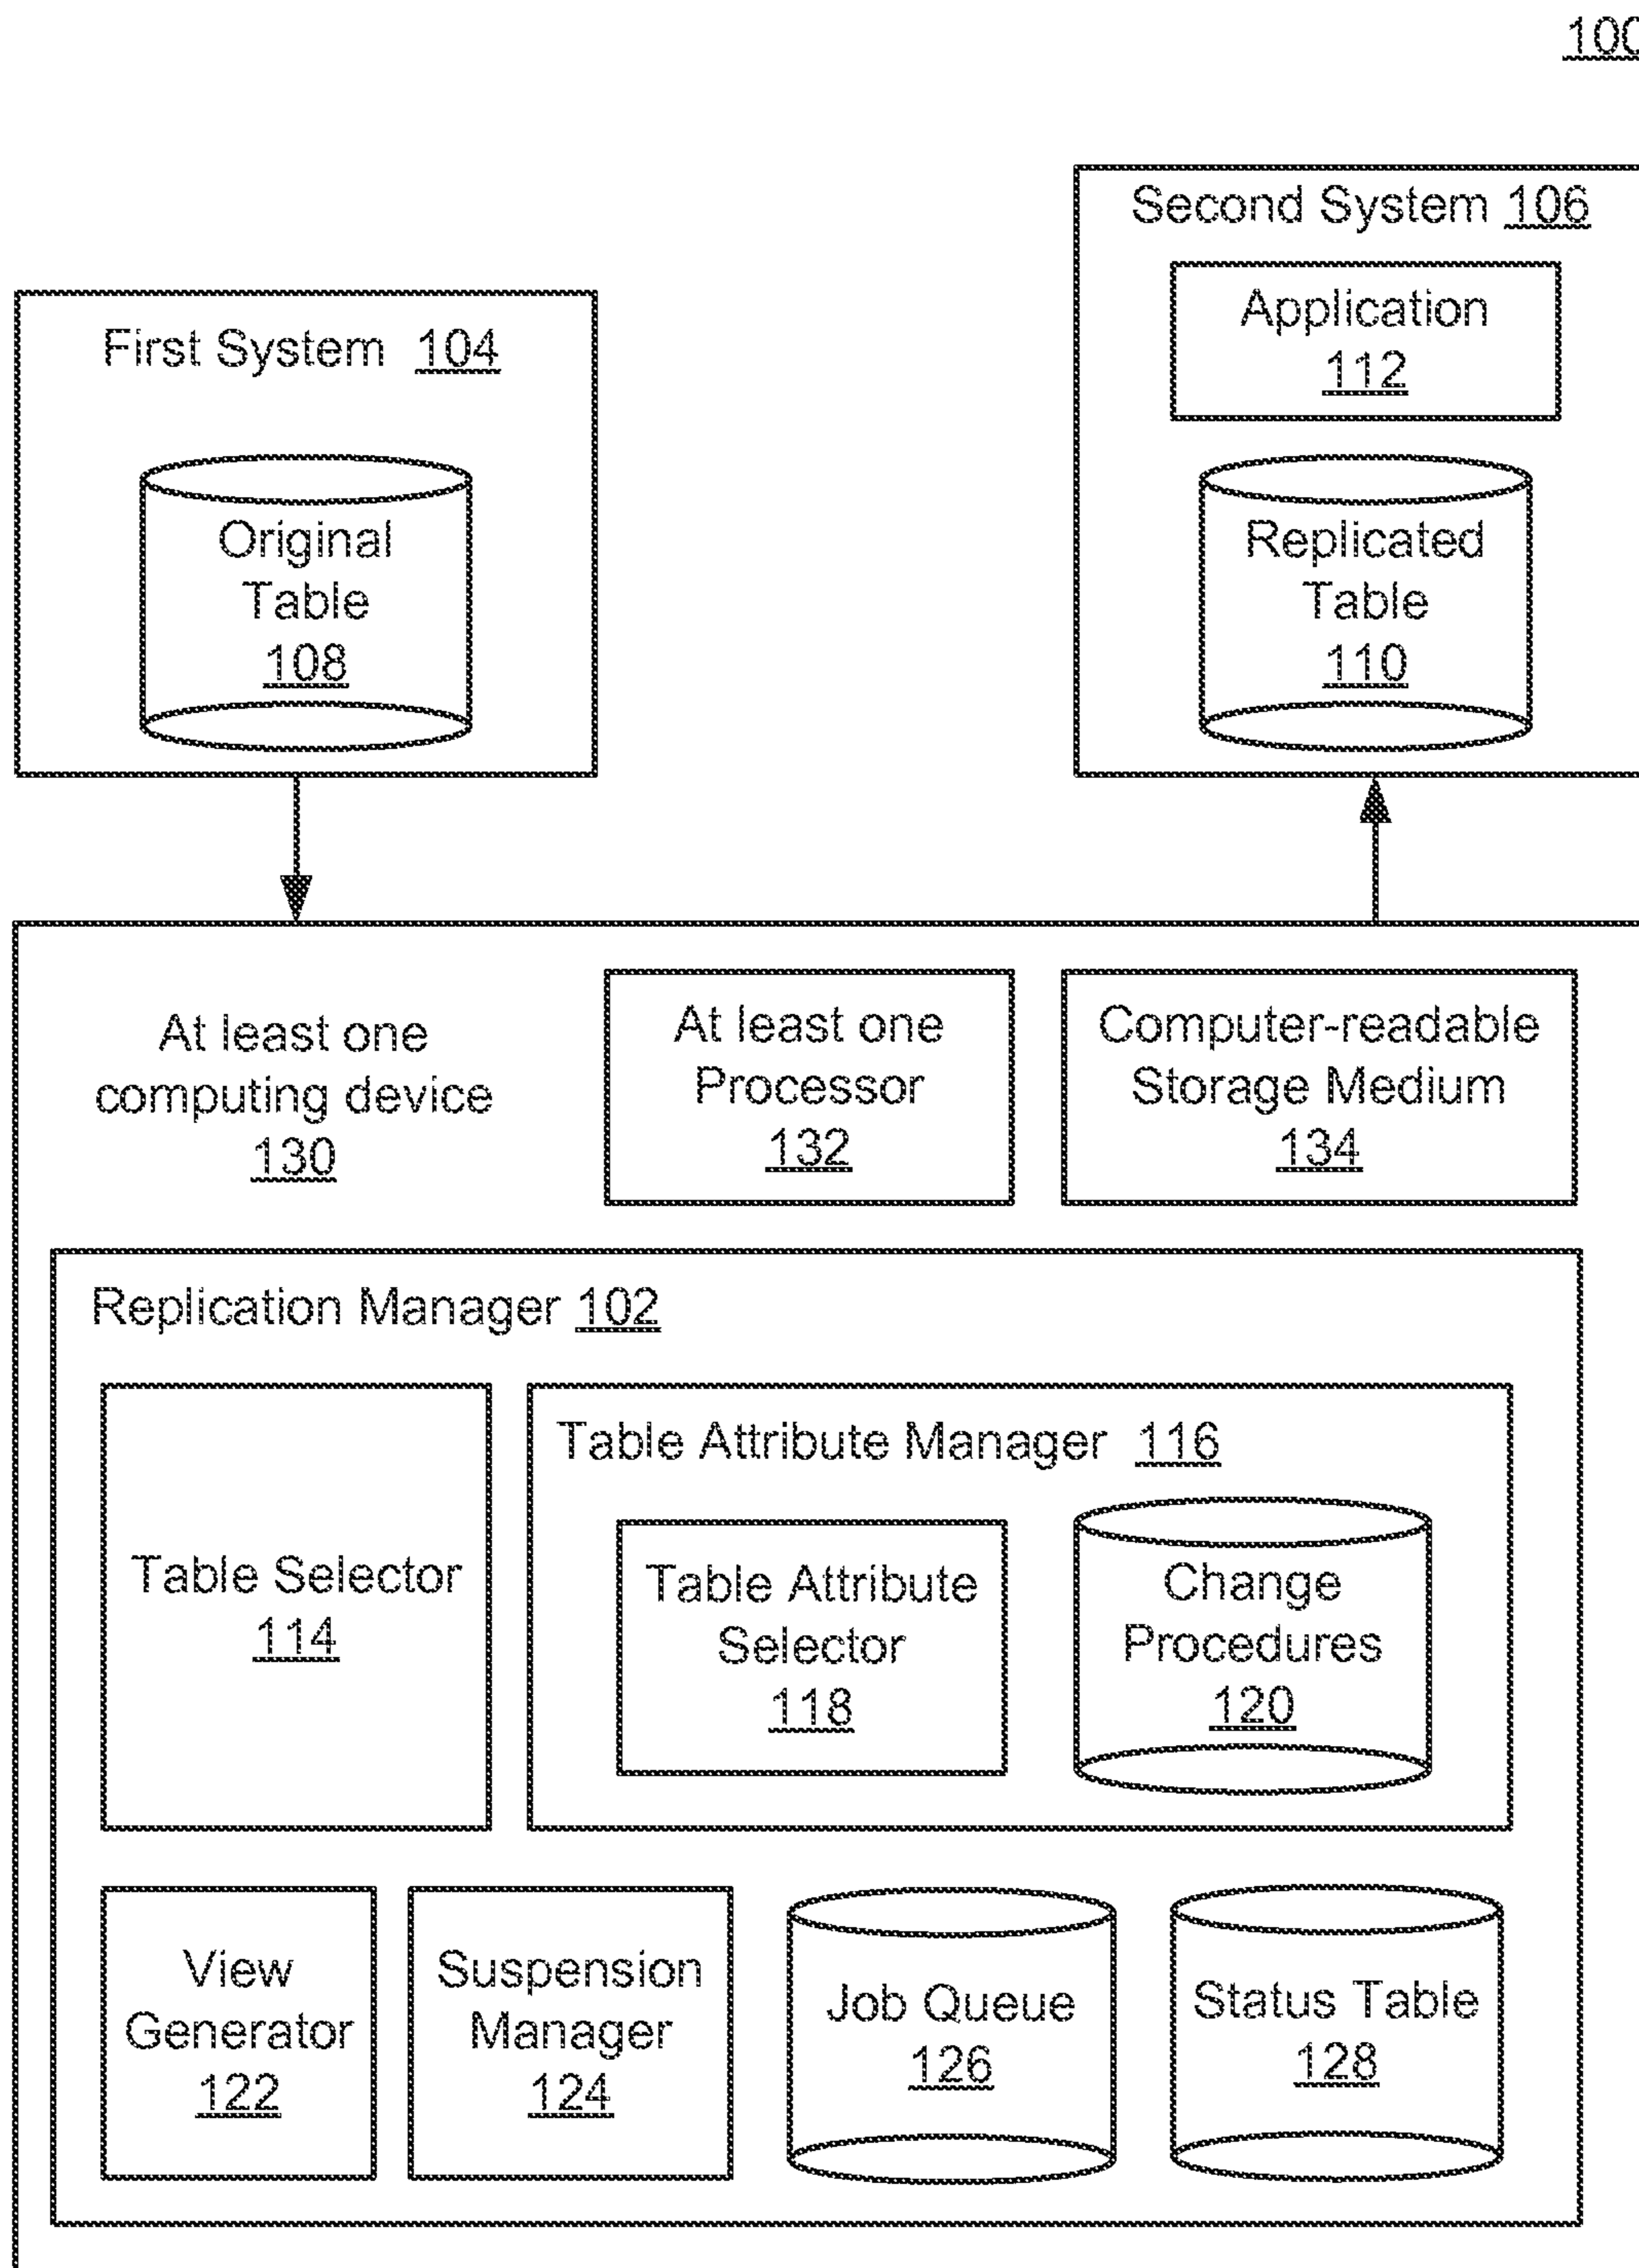 100
Second System 106
Application
112
First System 104
Original
Table
108
Replicated
Table
110
At least one
computing device
130
At least one
Processor
132
Computer-readable
Storage Medium
134
Replication Manager 102
Table Selector
114
Table Attribute Manager 116
Table Attribute
Selector
118
Change
Procedures
120
View
Generator
122
Suspension
Manager
124
Job Queue
126
Status Table
128